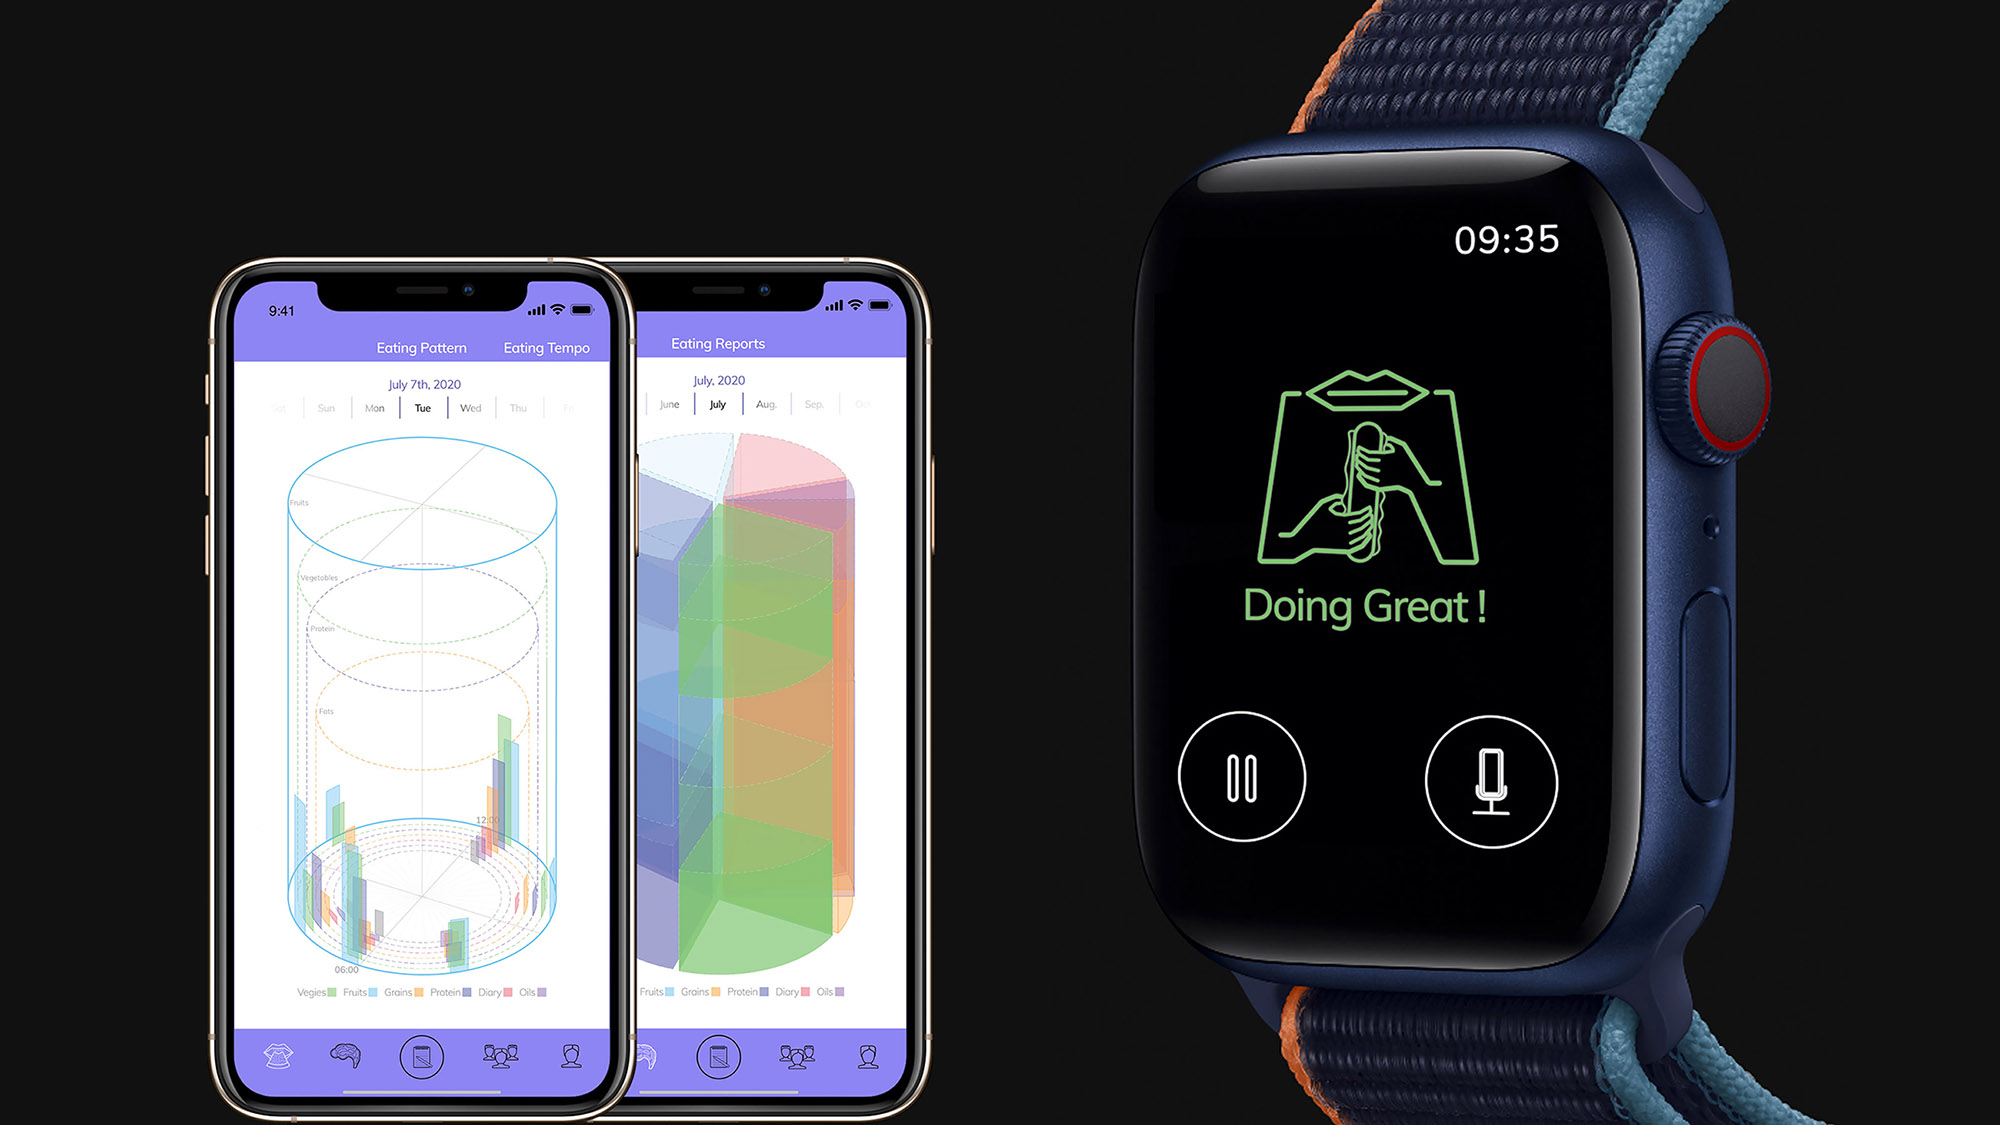 9:41
Eating Pattern Eating Tempo
July 7th, 2020
Sat Sun Mon Tue Wed Thu Fri
Fruits
Vegetables
Protein
Fats
12:00
06:00
Vegies Fruits Grains Protein Diary Oils
Eating Reports
July, 2020
June July Aug. Sep. Oct
Fruits Grains Protein Diary Oils
09:35
Doing Great !